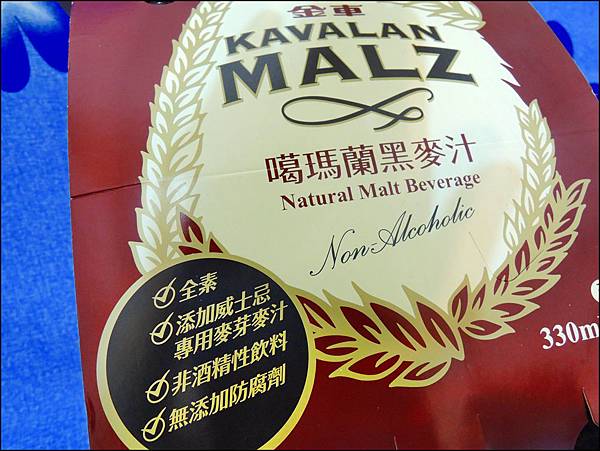 金車
KAVALAN
MALZ
噶瑪蘭黑麥汁
Natural Malt Beverage
Non-Alcoholic
全素
添加威士忌
專用麥芽麥汁
非酒精性飲料
無添加防腐劑
330m